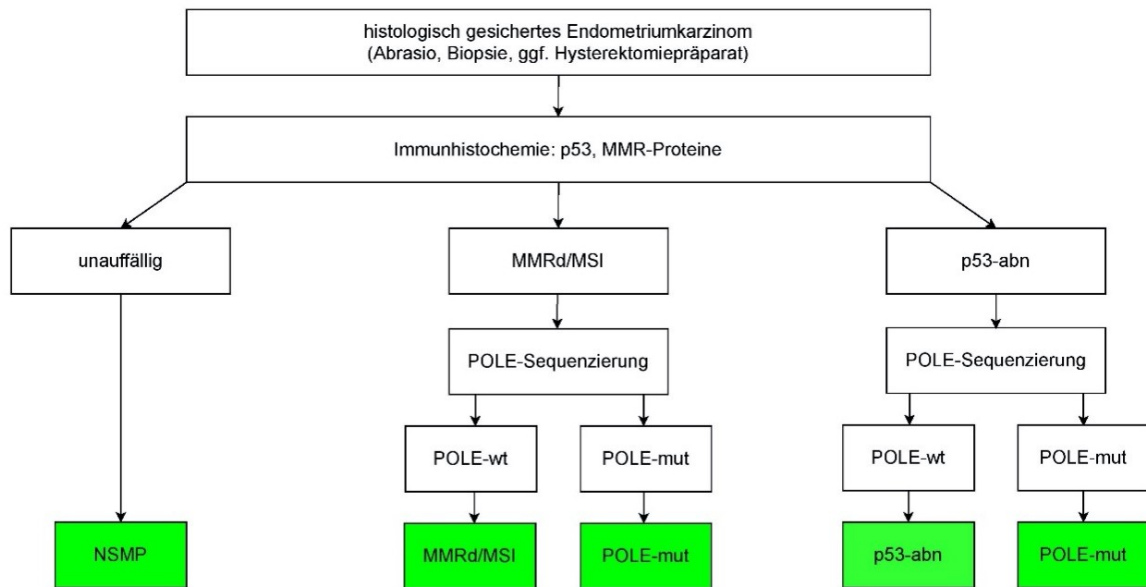 histologisch gesichertes Endometriumkarzinom
(Abrasio, Biopsie, ggf. Hysterektomiepräparat)
Immunhistochemie: p53, MMR-Proteine
unauffällig
MMRd/MSI
p53-abn
POLE-Sequenzierung
POLE-Sequenzierung
POLE-wt
POLE-mut
POLE-wt
POLE-mut
NSMP
MMRd/MSI
POLE-mut
p53-abn
POLE-mut